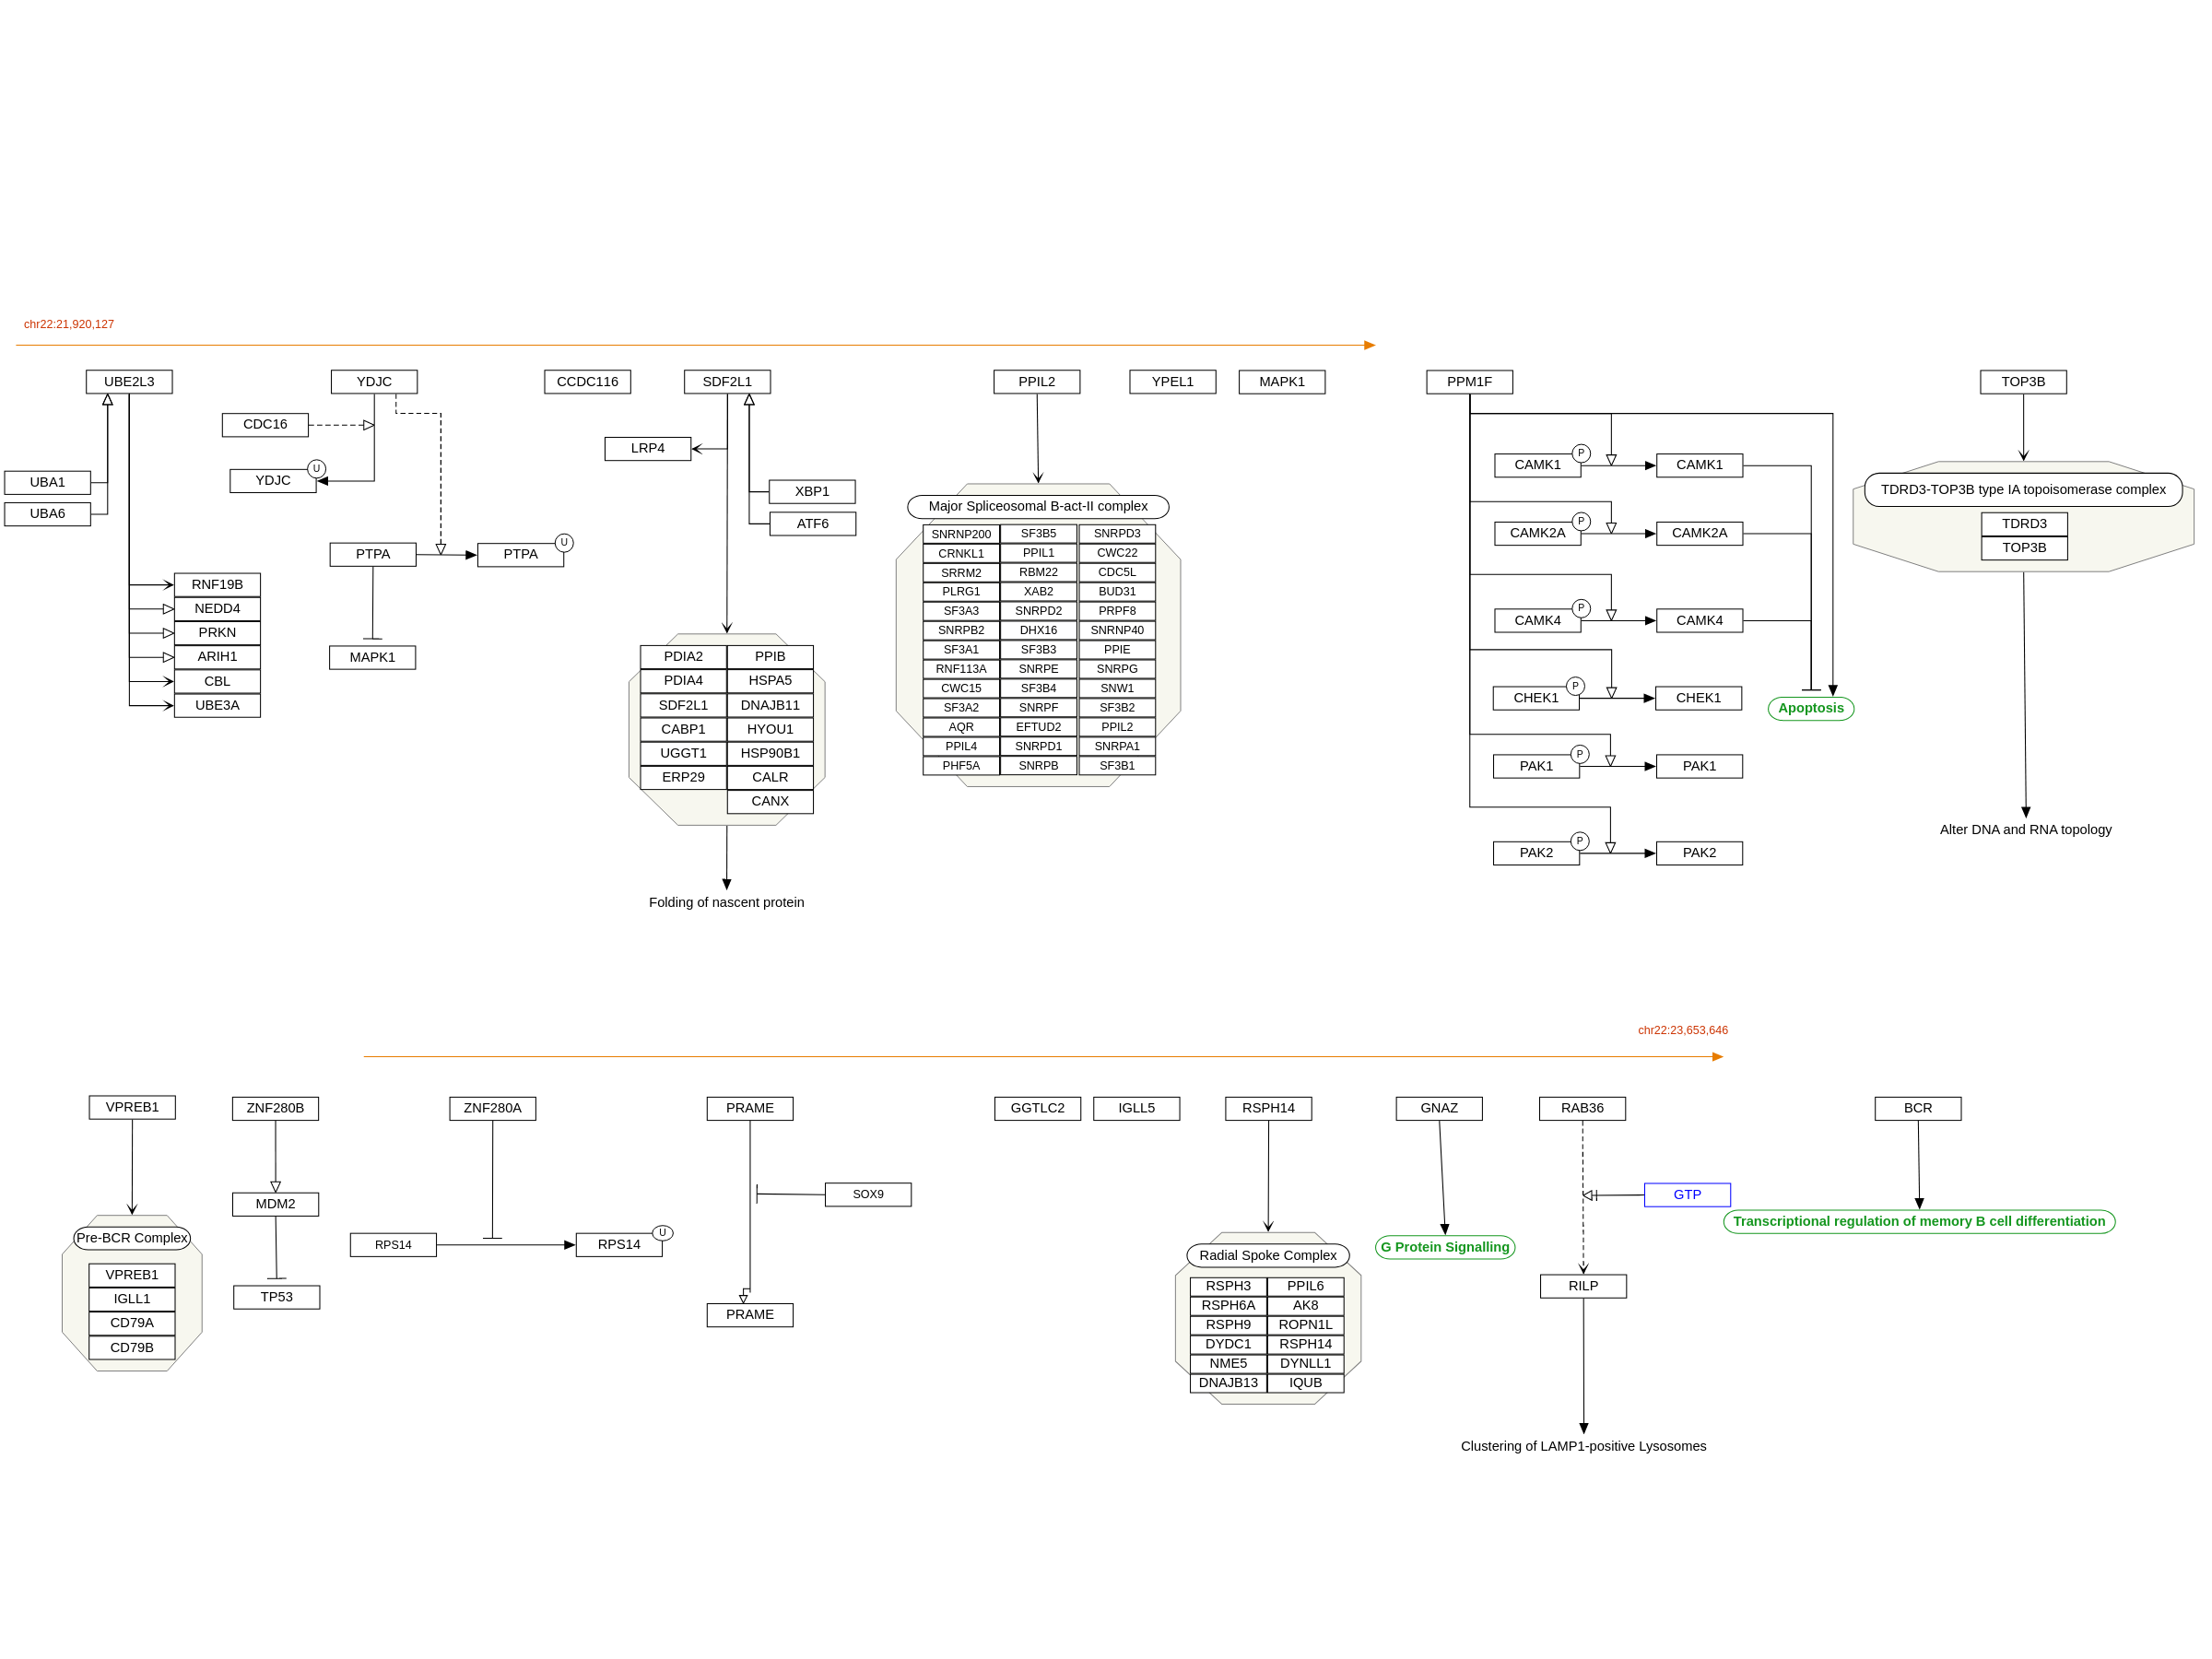 chr22:21,920,127
UBE2L3
YDJC
CCDC116
SDF2L1
PPIL2
YPEL1
MAPK1
PPM1F
TOP3B
CDC16
LRP4
UBA1
UBA6
YDJC
U
XBP1
ATF6
PTPA
PTPA
U
MAPK1
RNF19B
NEDD4
PRKN
ARIH1
CBL
UBE3A
PDIA2
PDIA4
SDF2L1
CABP1
UGGT1
ERP29
PPIB
HSPA5
DNAJB11
HYOU1
HSP90B1
CALR
CANX
Folding of nascent protein
Major Spliceosomal B-act-II complex
SNRNP200
CRNKL1
SRRM2
PLRG1
SF3A3
SNRPB2
SF3A1
RNF113A
CWC15
SF3A2
AQR
PPIL4
PHF5A
SF3B5
PPIL1
RBM22
XAB2
SNRPD2
DHX16
SF3B3
SNRPE
SF3B4
SNRPF
EFTUD2
SNRPD1
SNRPB
SNRPD3
CWC22
CDC5L
BUD31
PRPF8
SNRNP40
PPIE
SNRPG
SNW1
SF3B2
PPIL2
SNRPA1
SF3B1
CAMK1
P
CAMK1
CAMK2A
P
CAMK2A
CAMK4
P
CAMK4
CHEK1
P
CHEK1
PAK1
P
PAK1
PAK2
P
PAK2
Apoptosis
TDRD3-TOP3B type IA topoisomerase complex
TDRD3
TOP3B
Alter DNA and RNA topology
chr22:23,653,646
VPREB1
ZNF280B
ZNF280A
PRAME
GGTLC2
IGLL5
RSPH14
GNAZ
RAB36
BCR
Pre-BCR Complex
VPREB1
IGLL1
CD79A
CD79B
MDM2
TP53
RPS14
RPS14
U
SOX9
PRAME
Radial Spoke Complex
RSPH3
RSPH6A
RSPH9
DYDC1
NME5
DNAJB13
PPIL6
AK8
ROPN1L
RSPH14
DYNLL1
IQUB
G Protein Signalling
GTP
RILP
Clustering of LAMP1-positive Lysosomes
Transcriptional regulation of memory B cell differentiation